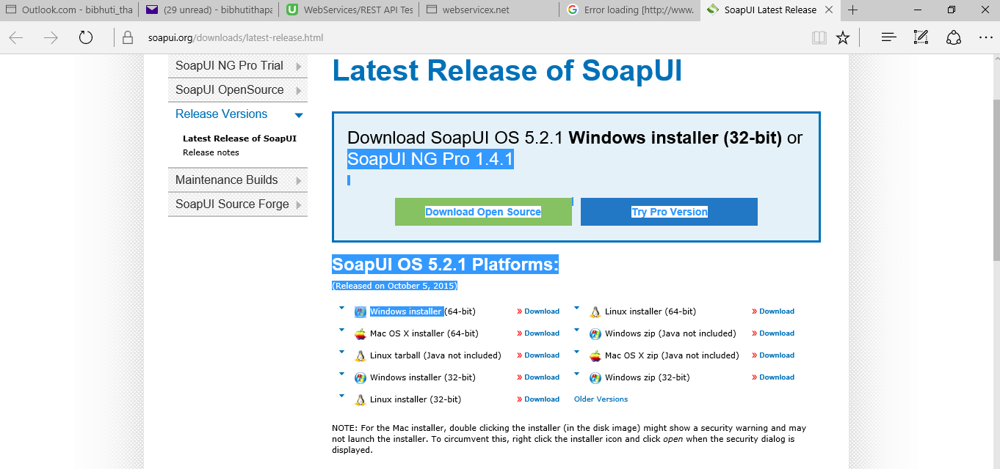 Outlook.com - bibhuti_tha
(29 unread) - bibhutithapa
WebServices/REST API Tes
webservicex.net
Error loading [http://www.
SoapUI Latest Release
soapui.org/downloads/latest-release.html
SoapUI NG Pro Trial
SoapUI OpenSource
Release Versions
Latest Release of SoapUI
Release notes
Maintenance Builds
SoapUI Source Forge
Latest Release of SoapUI
Download SoapUI OS 5.2.1 Windows installer (32-bit) or
SoapUI NG Pro 1.4.1
Download Open Source
Try Pro Version
SoapUI OS 5.2.1 Platforms:
(Released on October 5, 2015)
Windows installer (64-bit) » Download
Mac OS X installer (64-bit) » Download
Linux tarball (Java not included) » Download
Windows installer (32-bit) » Download
Linux installer (32-bit) » Download
Linux installer (64-bit) » Download
Windows zip (Java not included) » Download
Mac OS X zip (Java not included) » Download
Windows zip (32-bit) » Download
Older Versions
NOTE: For the Mac installer, double clicking the installer (in the disk image) might show a security warning and may
not launch the installer. To circumvent this, right click the installer icon and click open when the security dialog is
displayed.